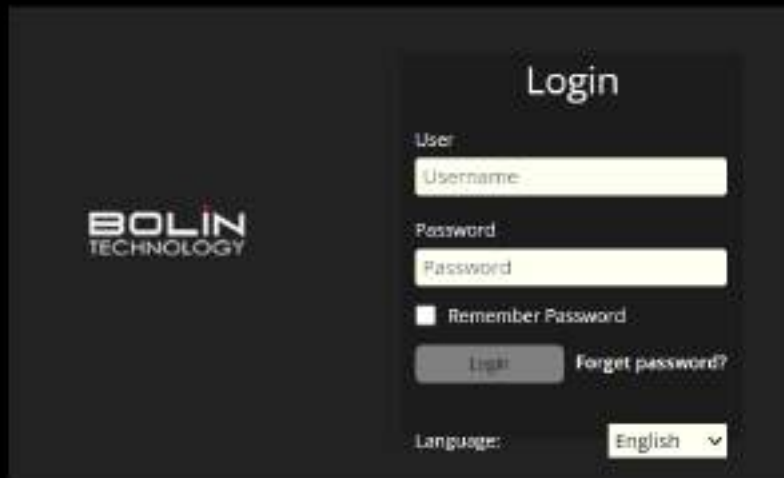 BOLIN
TECHNOLOGY
Login
User
Username
Password
Password
Remember Password
Login
Forget password?
Language:
English